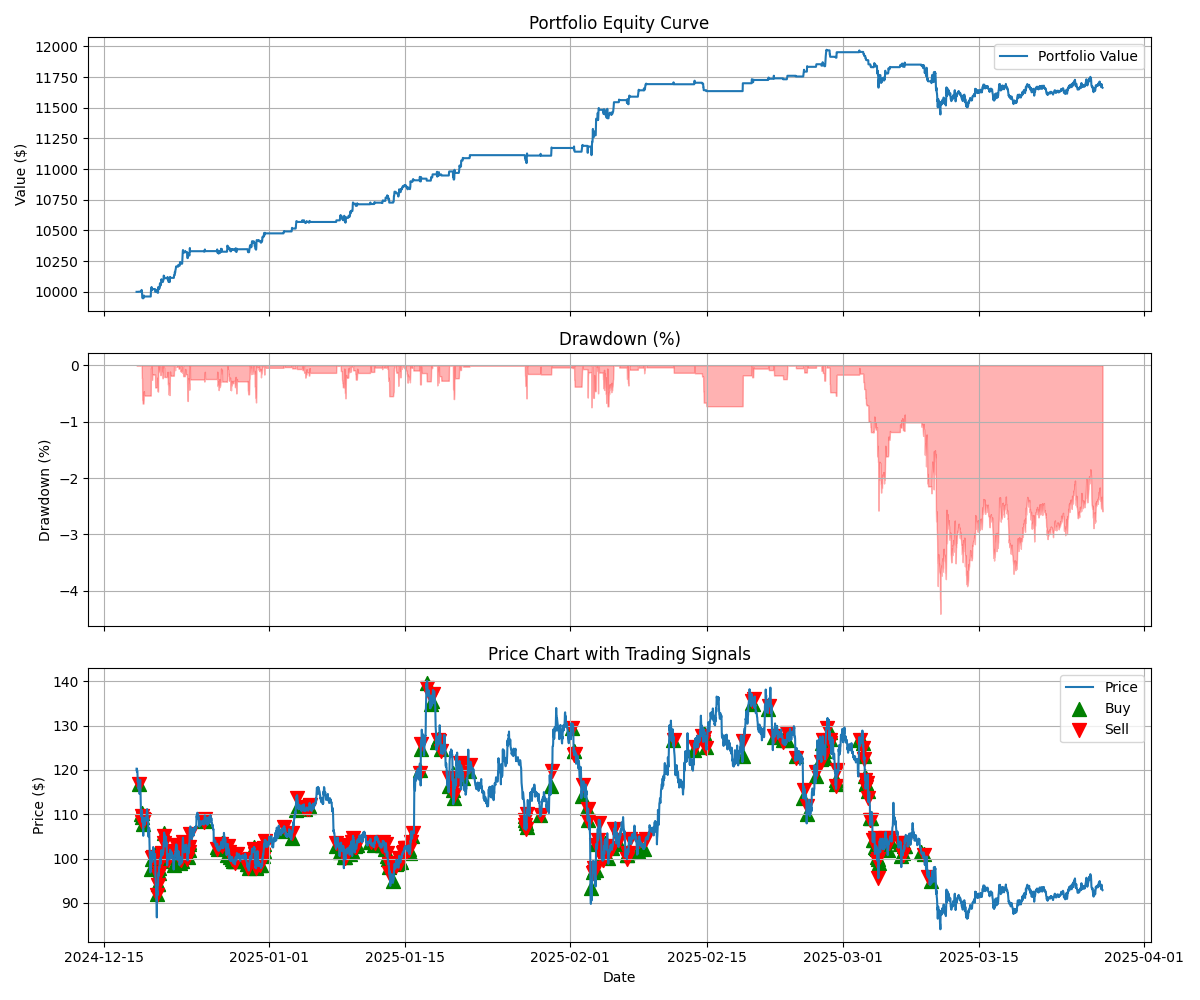 Portfolio Equity Curve
Value ($)
12000
11750
11500
11250
11000
10750
10500
10250
10000
Portfolio Value
Drawdown (%)
Drawdown (%)
0
−1
−2
−3
−4
Price Chart with Trading Signals
Price ($)
140
130
120
110
100
90
Price
Buy
Sell
2024-12-15
2025-01-01
2025-01-15
2025-02-01
2025-02-15
2025-03-01
2025-03-15
2025-04-01
Date